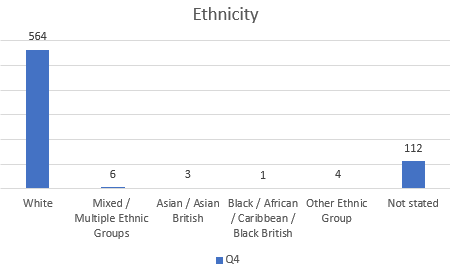 Ethnicity
564
6
3
1
4
112
White
Mixed /
Multiple Ethnic
Groups
Asian / Asian
British
Black / African
/ Caribbean /
Black British
Other Ethnic
Group
Not stated
Q4